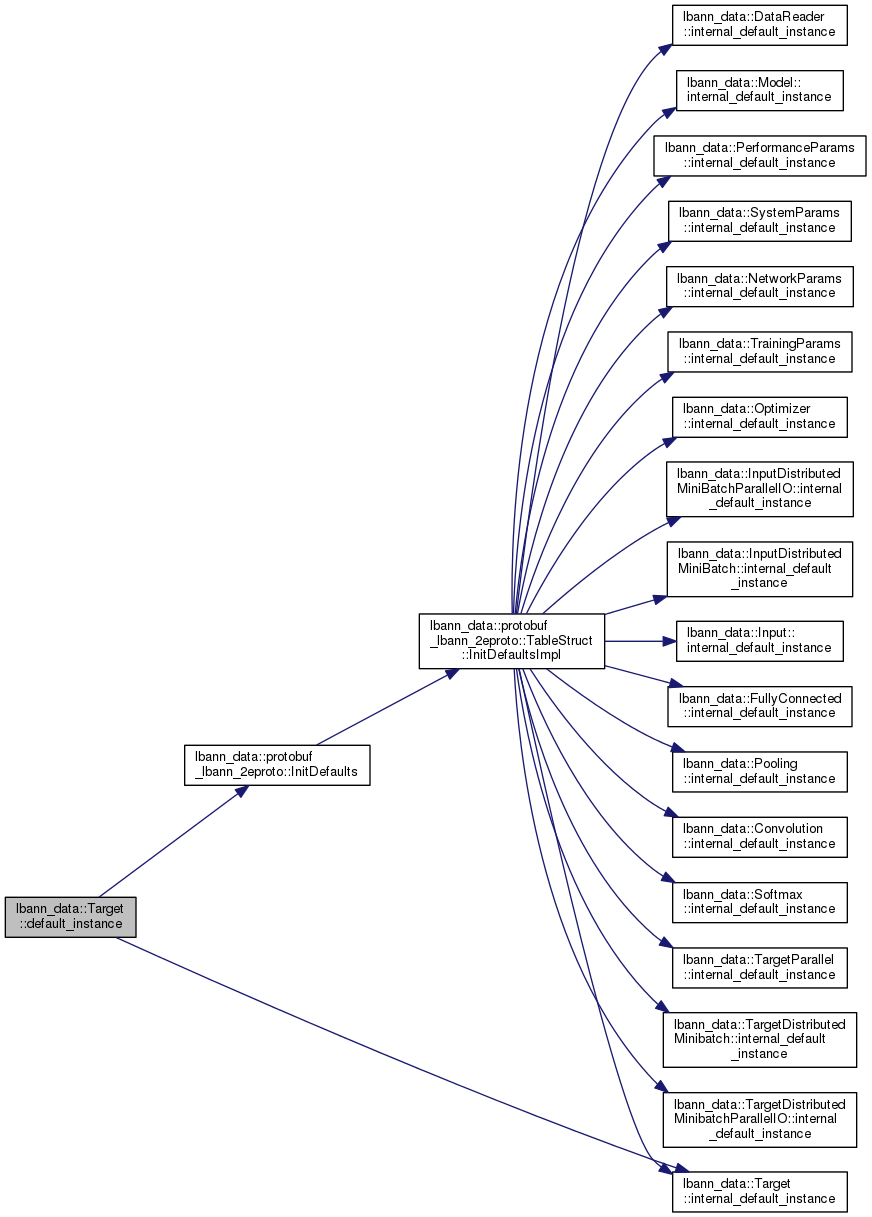 lbann_data::DataReader
::internal_default_instance
lbann_data::Model::
internal_default_instance
lbann_data::PerformanceParams
::internal_default_instance
lbann_data::SystemParams
::internal_default_instance
lbann_data::NetworkParams
::internal_default_instance
lbann_data::TrainingParams
::internal_default_instance
lbann_data::Optimizer
::internal_default_instance
lbann_data::InputDistributed
MiniBatchParallelIO::internal
_default_instance
lbann_data::InputDistributed
MiniBatch::internal_default
_instance
lbann_data::protobuf
_lbann_2eproto::TableStruct
::InitDefaultsImpl
lbann_data::Input::
internal_default_instance
lbann_data::FullyConnected
::internal_default_instance
lbann_data::protobuf
_lbann_2eproto::InitDefaults
lbann_data::Pooling
::internal_default_instance
lbann_data::Convolution
::internal_default_instance
lbann_data::Softmax
::internal_default_instance
lbann_data::Target
::default_instance
lbann_data::TargetParallel
::internal_default_instance
lbann_data::TargetDistributed
Minibatch::internal_default
_instance
lbann_data::TargetDistributed
MinibatchParallelIO::internal
_default_instance
lbann_data::Target
::internal_default_instance